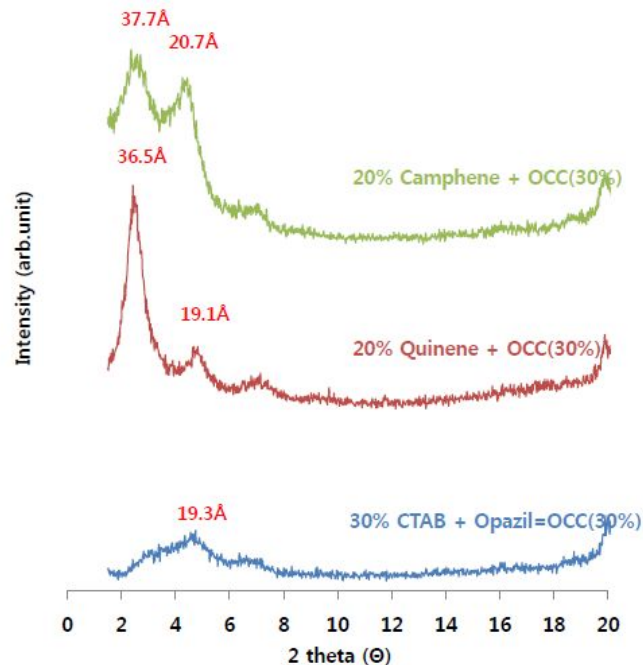 37.7Å
20.7Å
36.5Å
20% Camphene + OCC(30%)
19.1Å
20% Quinene + OCC(30%)
19.3Å
30% CTAB + Opazil=OCC(30%)
Intensity (arb.unit)
0 2 4 6 8 10 12 14 16 18 20
2 theta (Θ)